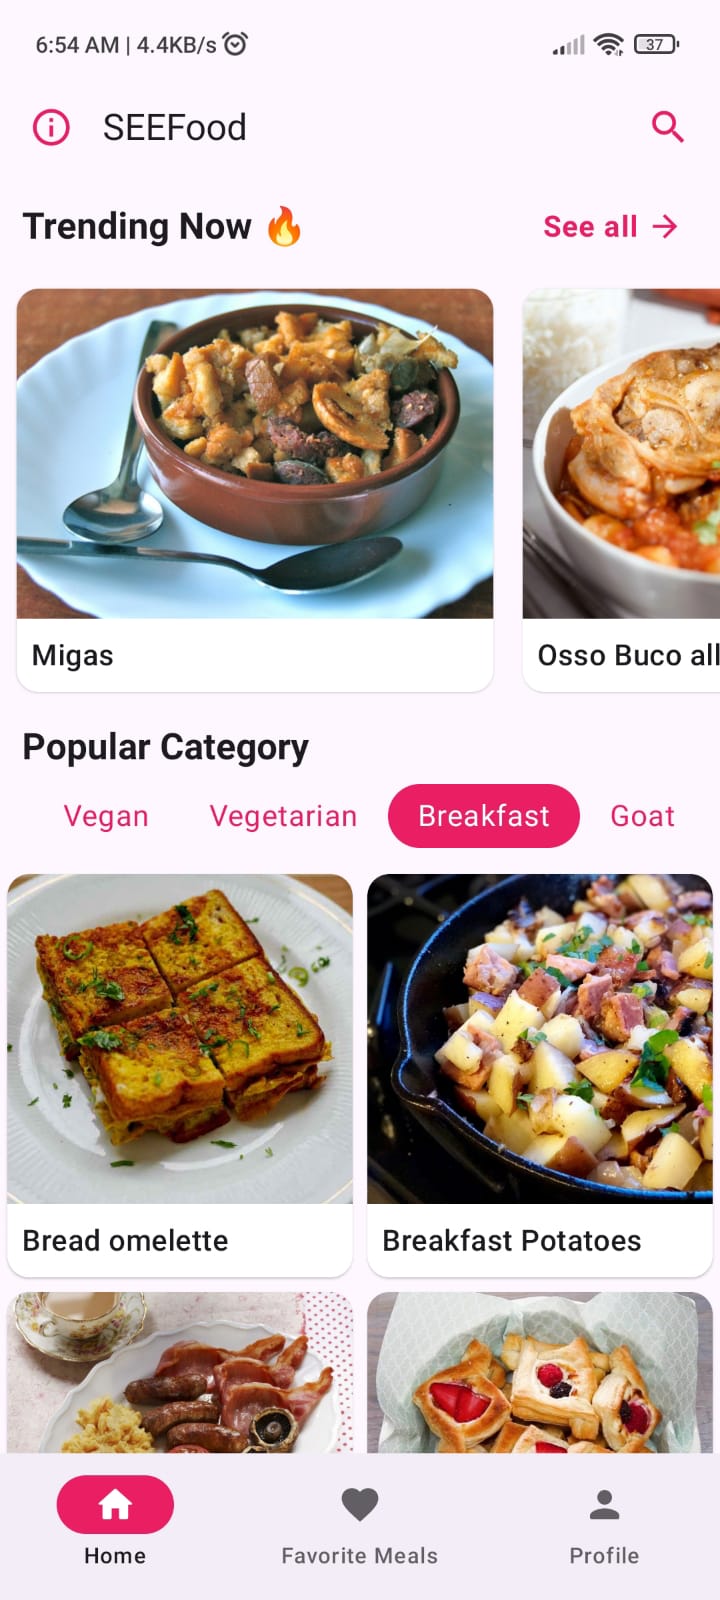 6:54 AM | 4.4KB/s
37
SEEFood
Trending Now 🔥
See all →
Migas
Osso Buco all
Popular Category
Vegan
Vegetarian
Breakfast
Goat
Bread omelette
Breakfast Potatoes
Home
Favorite Meals
Profile